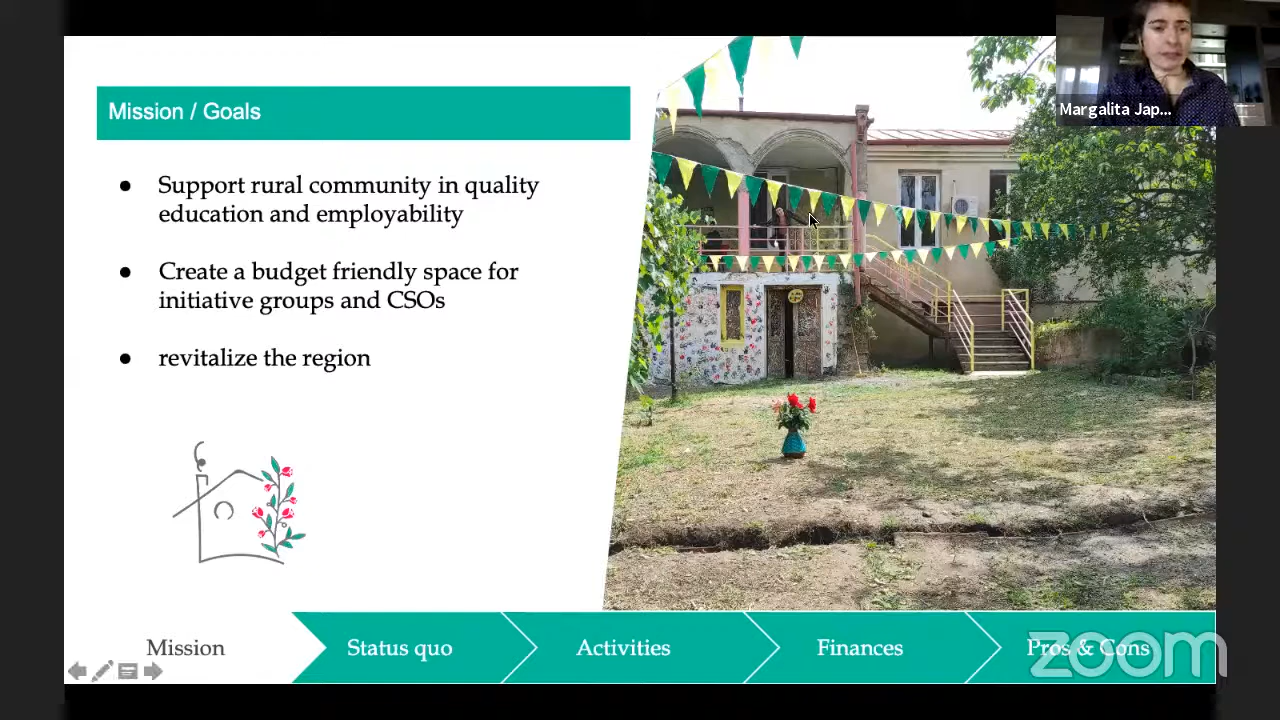 Mission / Goals
Margalita Jap...
● Support rural community in quality
education and employability
● Create a budget friendly space for
initiative groups and CSOs
● revitalize the region
Mission
Status quo
Activities
Finances
Pros & Cons
zoom